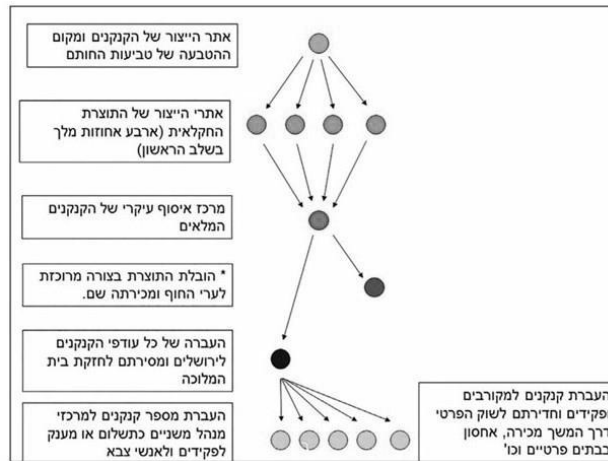 אתר הייצור של הקנקנים ומקום
ההטבעה של טביעות החותם
אתרי הייצור של התוצרת
החקלאית (ארבע אחוזות מלך
בשלב הראשון)
מרכז איסוף עיקרי של הקנקנים
המלאים
* הובלת התוצרת בצורה מרוכזת
לערי החוף ומכירתה שם.
העברה של כל עודפי הקנקנים
לירושלים ומסירתם לחזקת בית
המלוכה
העברת מספר קנקנים למרכזי
מנהל משניים כתשלום או מענק
לפקידים ולאנשי צבא
העברת קנקנים למקורבים
ופקידים וחדירתם לשוק הפרטי
דרך המשך מכירה, אחסון
בבתים פרטיים וכו'